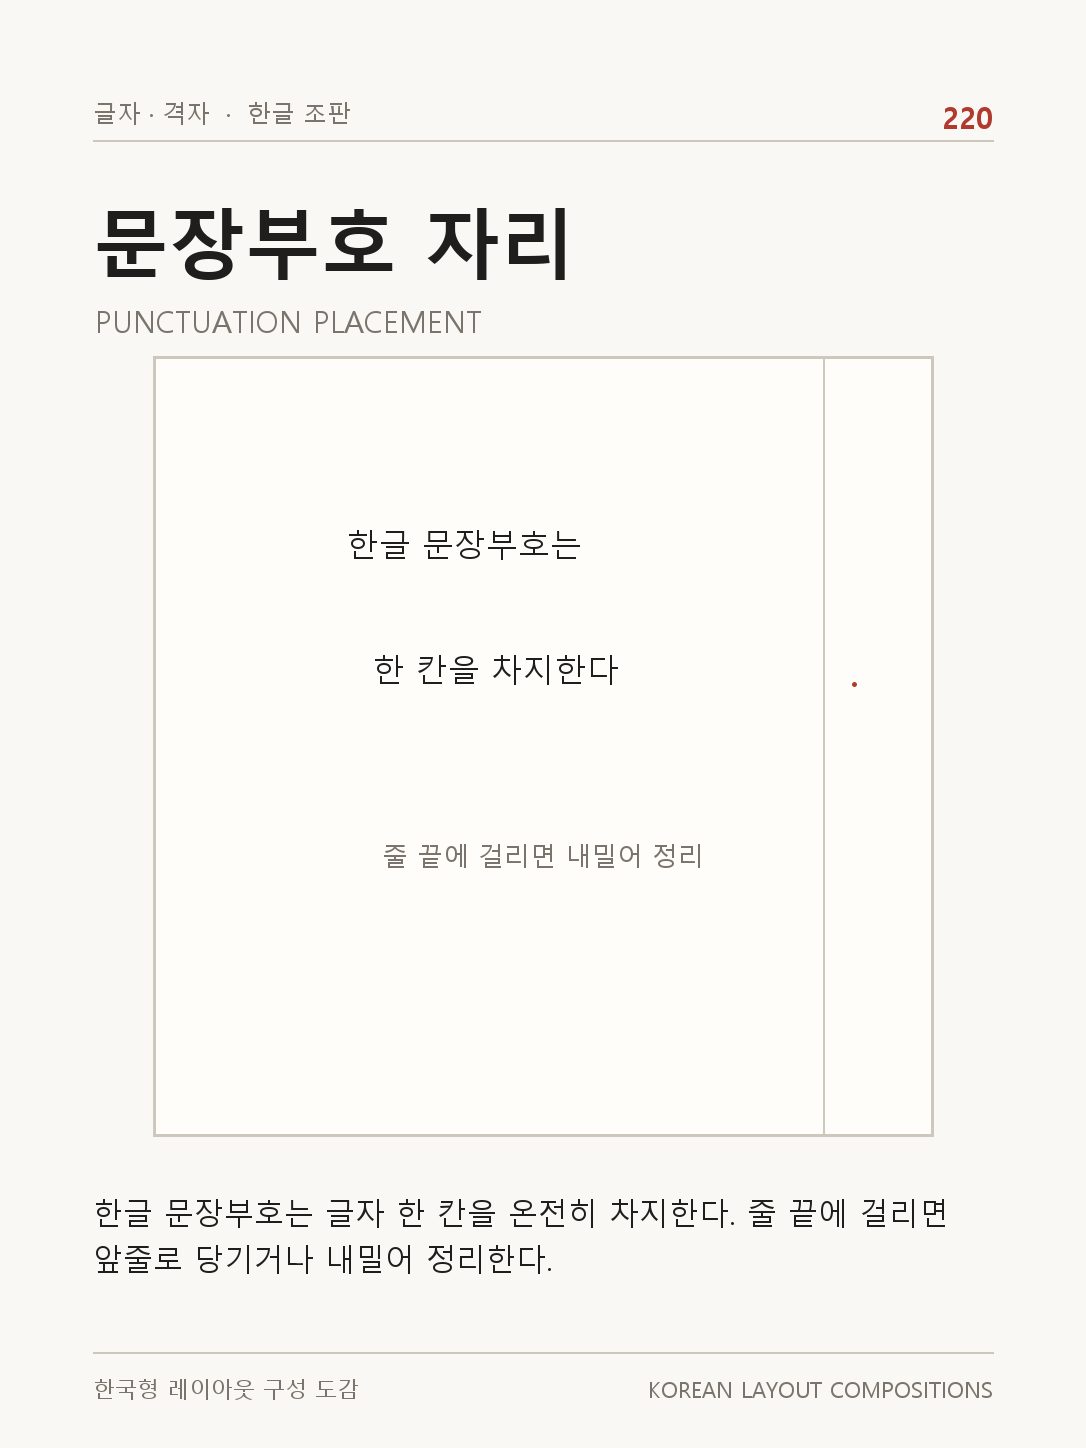 글자 · 격자 · 한글 조판
220
문장부호 자리
PUNCTUATION PLACEMENT
한글 문장부호는
한 칸을 차지한다
.
줄 끝에 걸리면 내밀어 정리
한글 문장부호는 글자 한 칸을 온전히 차지한다. 줄 끝에 걸리면
앞줄로 당기거나 내밀어 정리한다.
한국형 레이아웃 구성 도감
KOREAN LAYOUT COMPOSITIONS